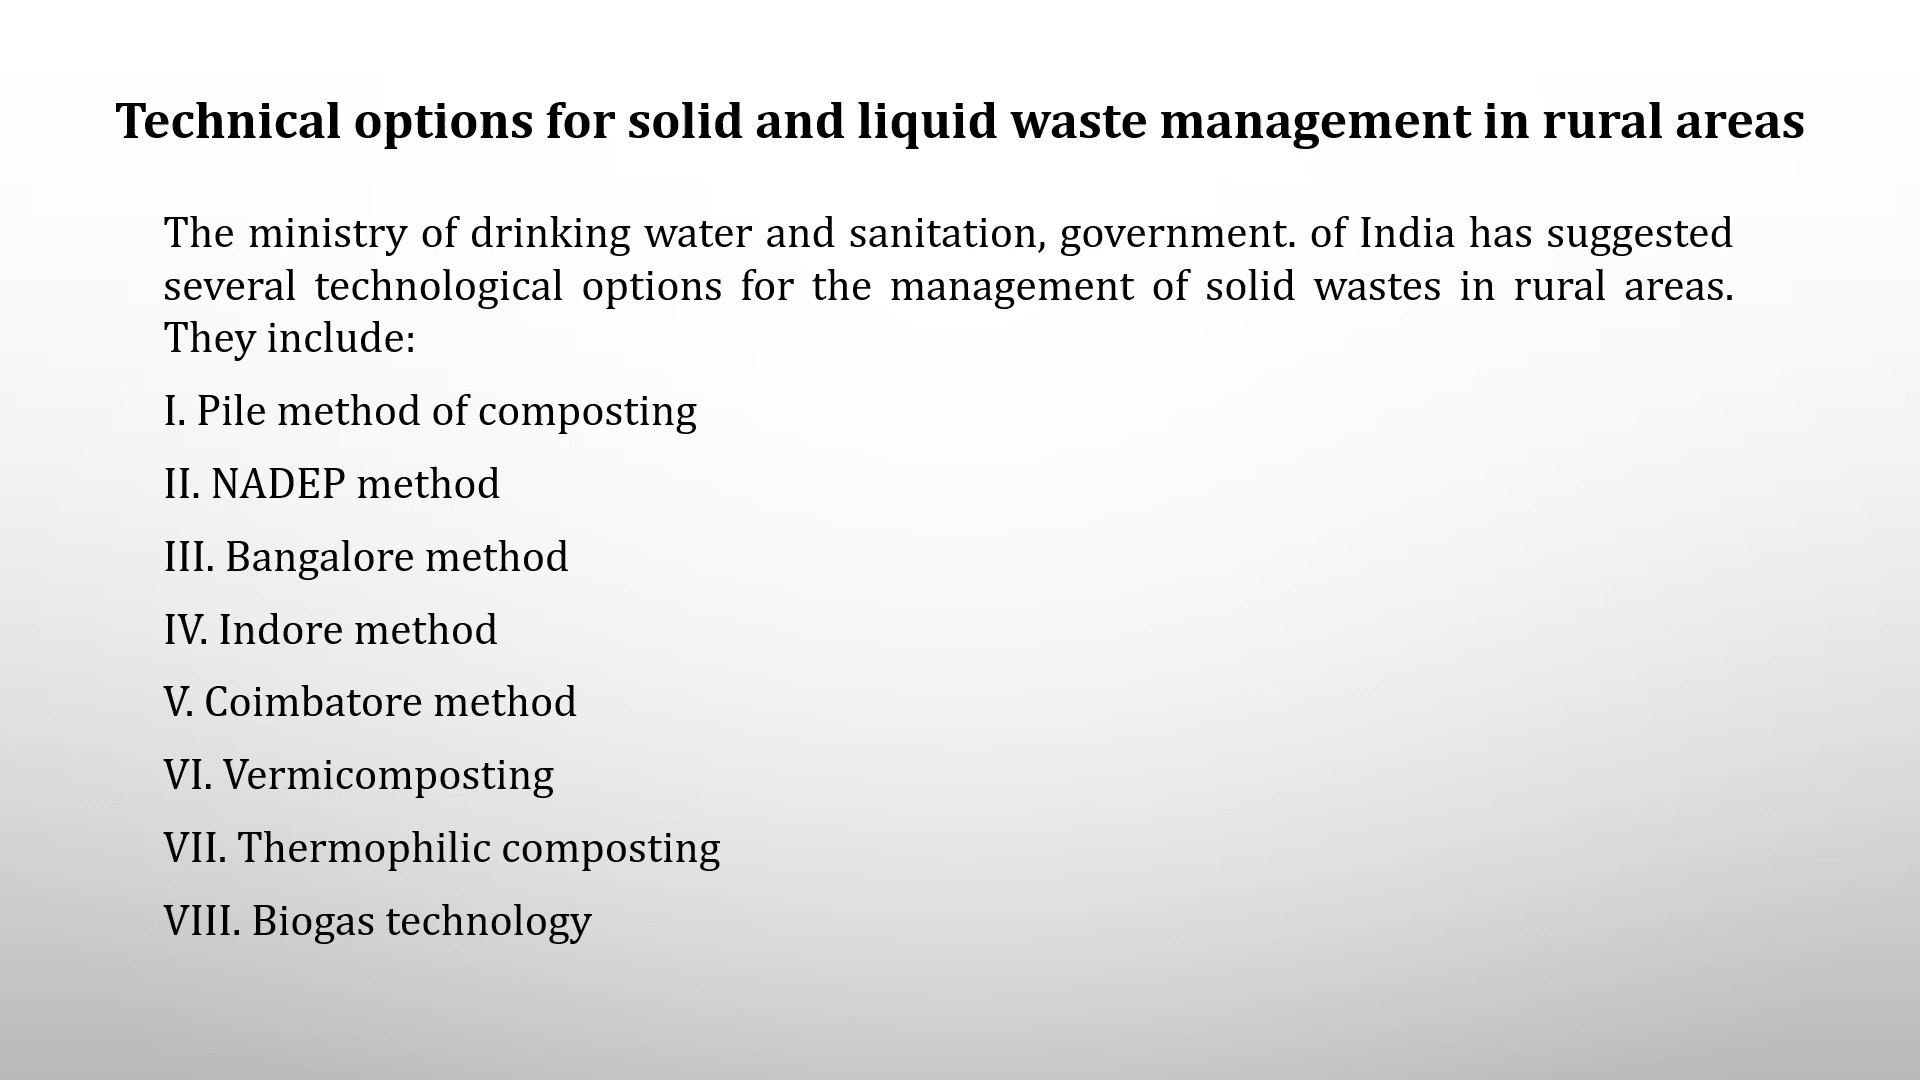 Technical options for solid and liquid waste management in rural areas
The ministry of drinking water and sanitation, government. of India has suggested
several technological options for the management of solid wastes in rural areas.
They include:
I. Pile method of composting
II. NADEP method
III. Bangalore method
IV. Indore method
V. Coimbatore method
VI. Vermicomposting
VII. Thermophilic composting
VIII. Biogas technology